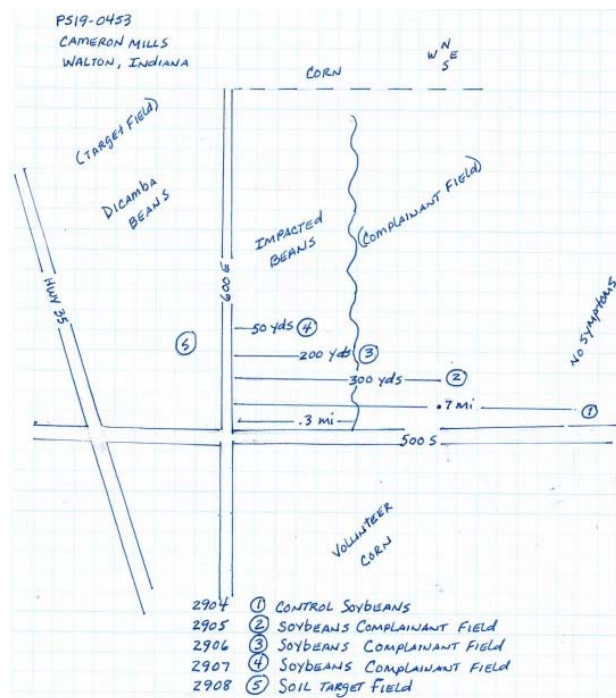 PS19-0453
CAMERON MILLS
WALTON, INDIANA
N
W E
S
CORN
(TARGET FIELD)
DICAMBA
BEANS
IMPACTED
BEANS
(COMPLAINANT FIELD)
600 E
HWY 35
NO SYMPTOMS
50 yds ④
⑤
200 yds ③
300 yds ②
.7 mi ①
.3 mi
500 S
VOLUNTEER
CORN
2904 ① CONTROL SOYBEANS
2905 ② SOYBEANS COMPLAINANT FIELD
2906 ③ SOYBEANS COMPLAINANT FIELD
2907 ④ SOYBEANS COMPLAINANT FIELD
2908 ⑤ SOIL TARGET FIELD